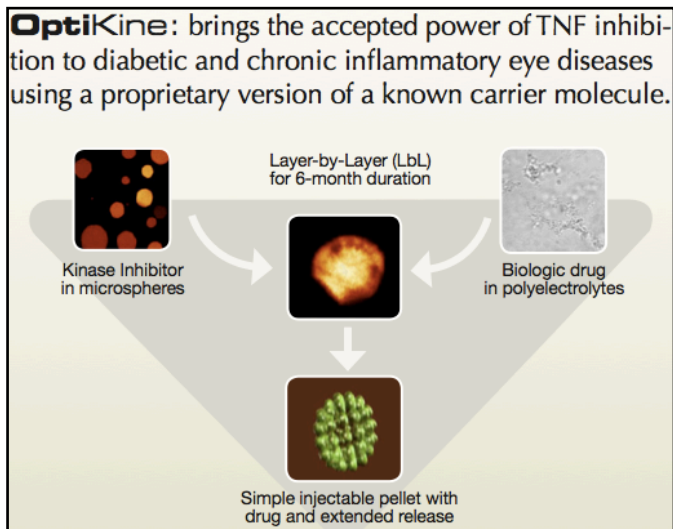 OptiKine: brings the accepted power of TNF inhibi-
tion to diabetic and chronic inflammatory eye diseases
using a proprietary version of a known carrier molecule.
Layer-by-Layer (LbL)
for 6-month duration
Kinase Inhibitor
in microspheres
Biologic drug
in polyelectrolytes
Simple injectable pellet with
drug and extended release